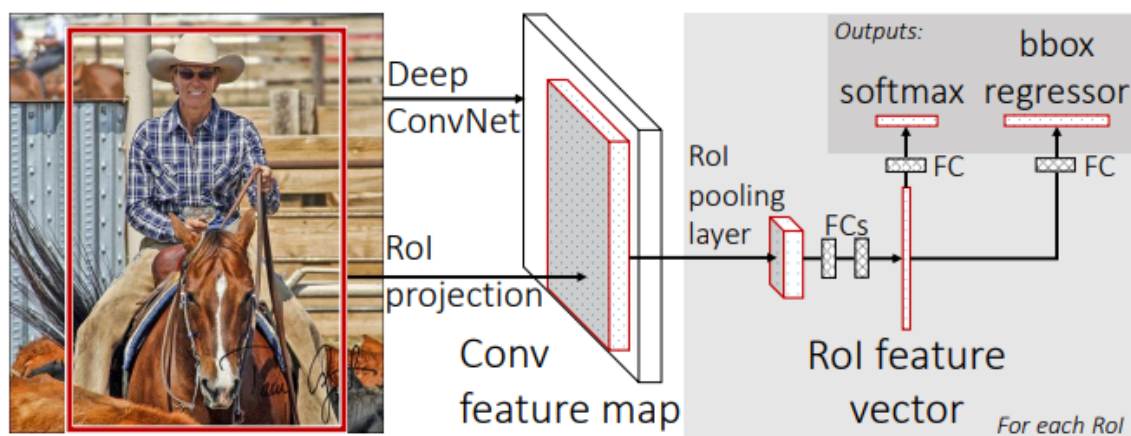 Deep
ConvNet
RoI
projection
Conv
feature map
RoI
pooling
layer
FCs
Outputs:
softmax
bbox
regressor
FC
FC
RoI feature
vector
For each RoI